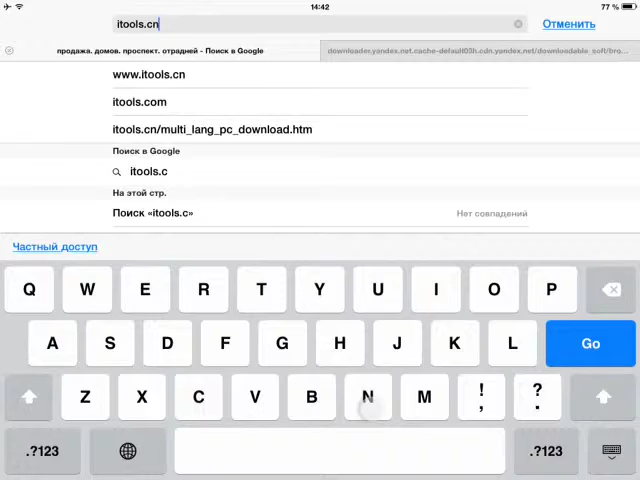 14:42
77 %
itools.cn
Отменить
продажа. домов. проспект. отрадней - Поиск в Google
downloader.yandex.net.cache-default03h.cdn.yandex.net/downloadable_soft/bro...
www.itools.cn
itools.com
itools.cn/multi_lang_pc_download.htm
Поиск в Google
itools.c
На этой стр.
Поиск «itools.c»
Нет совпадений
Частный доступ
Q W E R T Y U I O P
A S D F G H J K L Go
Z X C V B N M ! , ? .
.?123 .?123